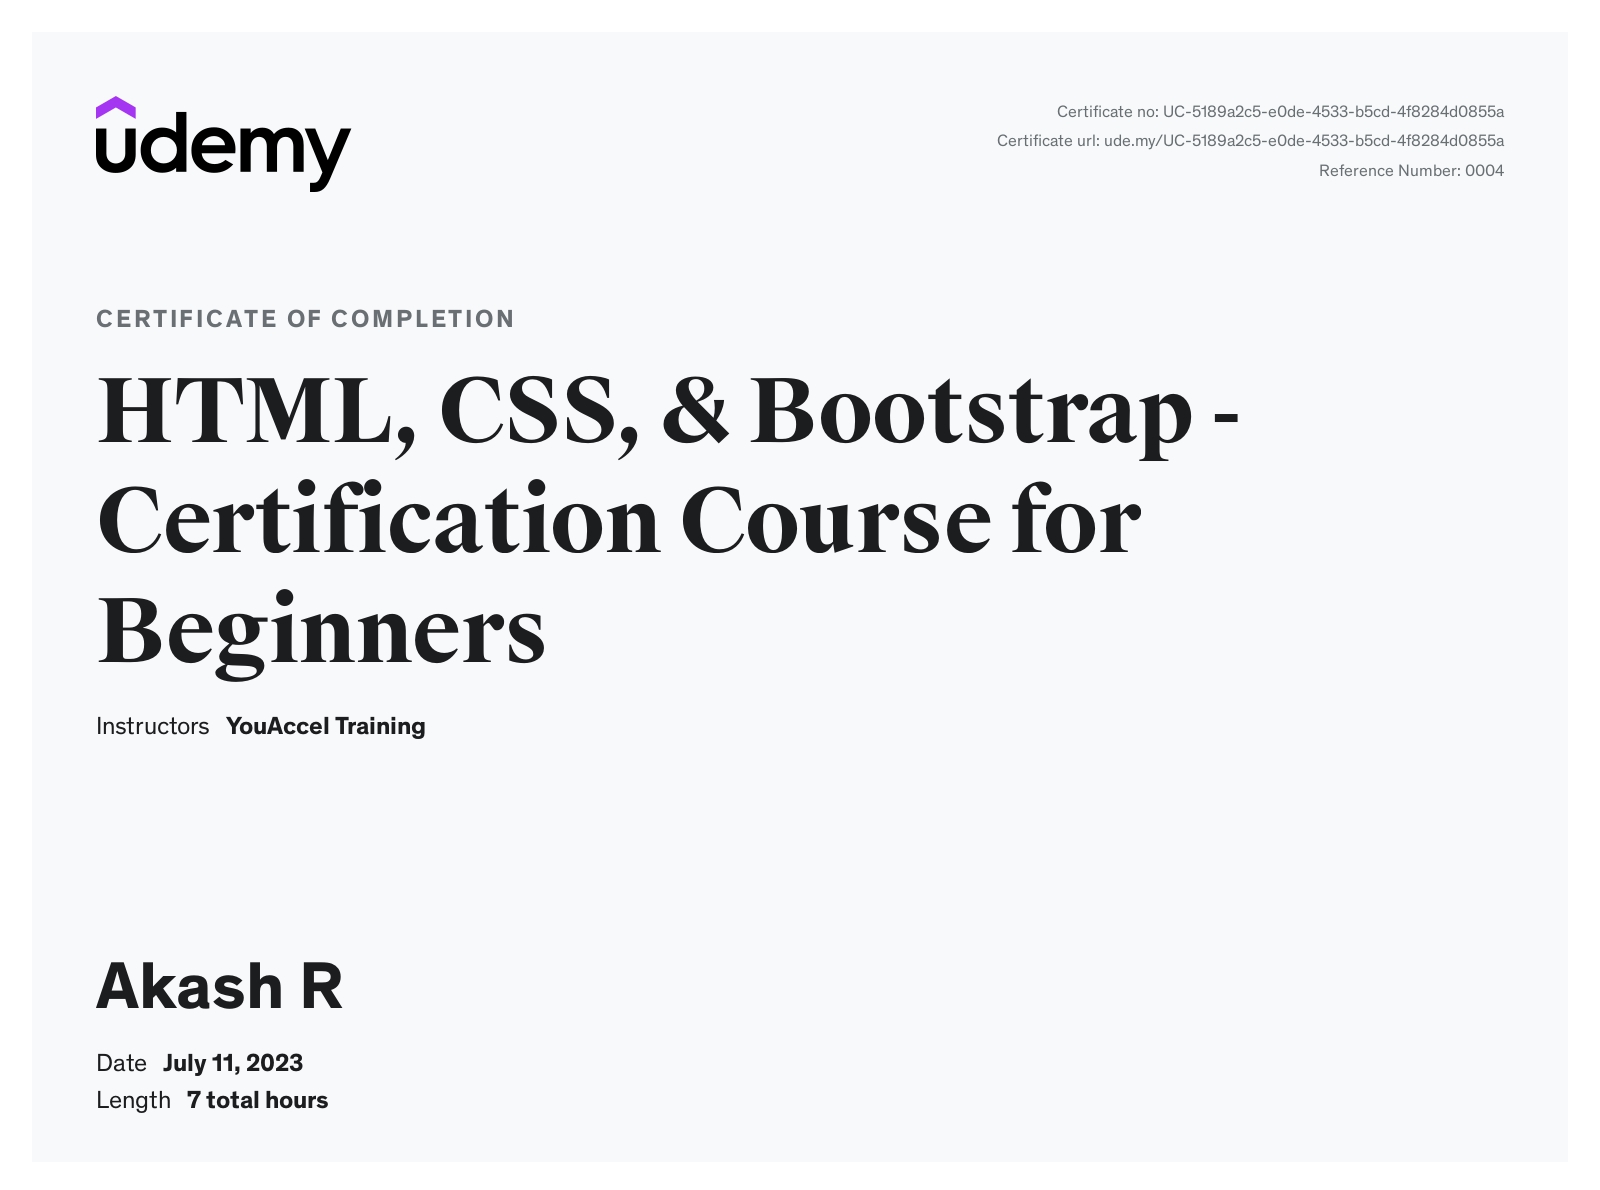 udemy
Certificate no: UC-5189a2c5-e0de-4533-b5cd-4f8284d0855a
Certificate url: ude.my/UC-5189a2c5-e0de-4533-b5cd-4f8284d0855a
Reference Number: 0004
CERTIFICATE OF COMPLETION
HTML, CSS, & Bootstrap -
Certification Course for
Beginners
Instructors YouAccel Training
Akash R
Date July 11, 2023
Length 7 total hours